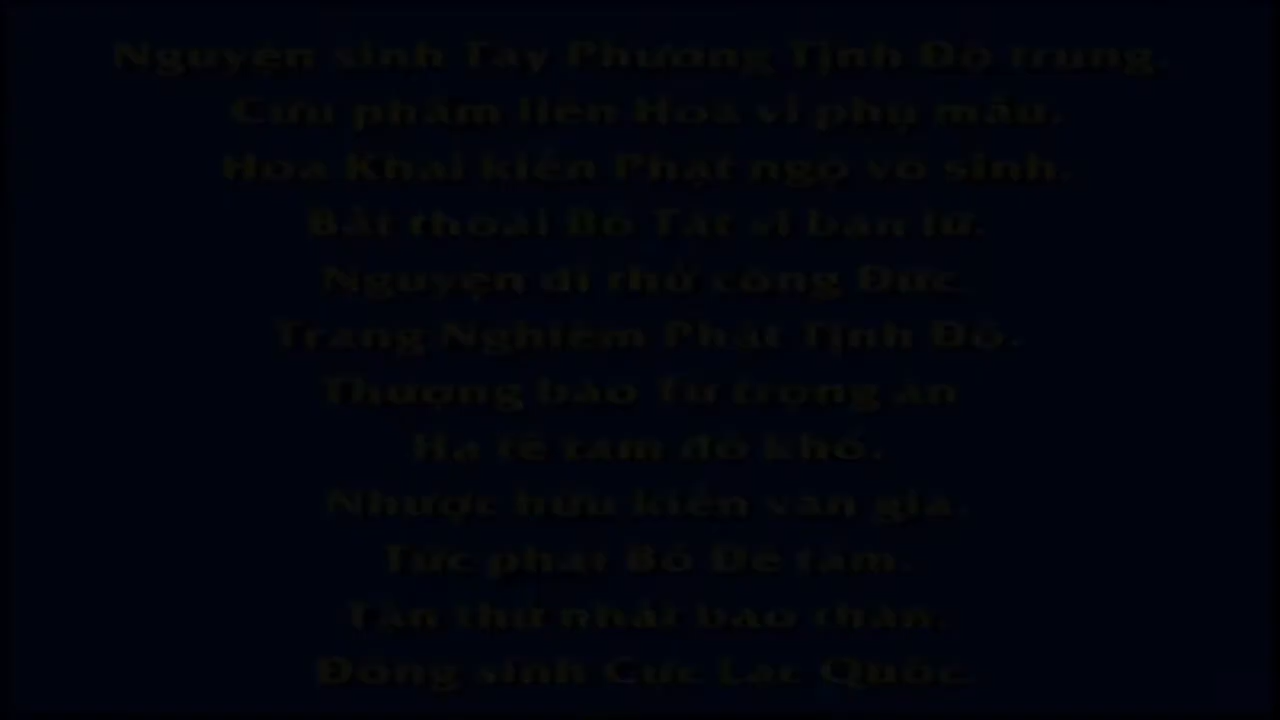 Nguyện sinh Tây Phương Tịnh Độ trung.
Cửu phẩm liên Hoa vi phụ mẫu.
Hoa Khai kiến Phật ngộ vô sinh.
Bất thoái Bồ Tát vi bạn lữ.
Nguyện dĩ thử công Đức
Trang Nghiêm Phật Tịnh Độ.
Thượng báo Tứ trọng ân
Hạ tế tam đồ khổ.
Nhược hữu kiến văn giả.
Tức phát Bồ Đề tâm.
Tận thử nhất báo thân.
Đồng sinh Cực Lạc Quốc.